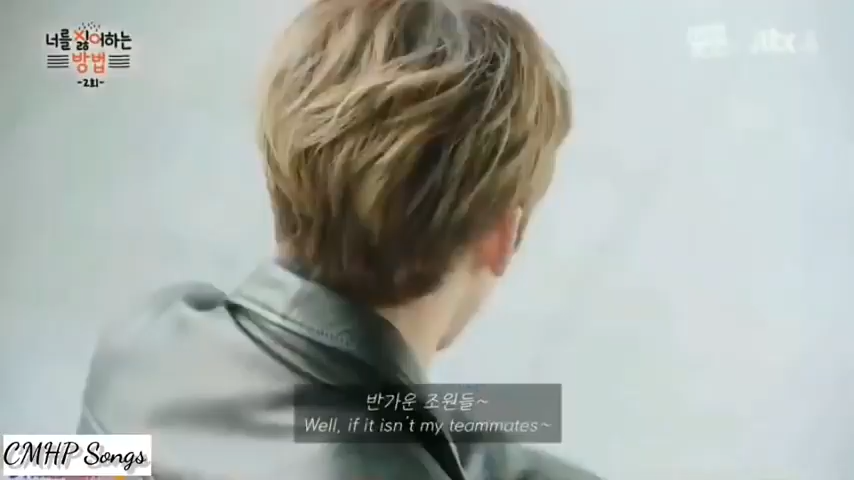 너를 싫어하는
방법
-2회-
jtbc
반가운 조원들~
Well, if it isn't my teammates~
CMHP Songs